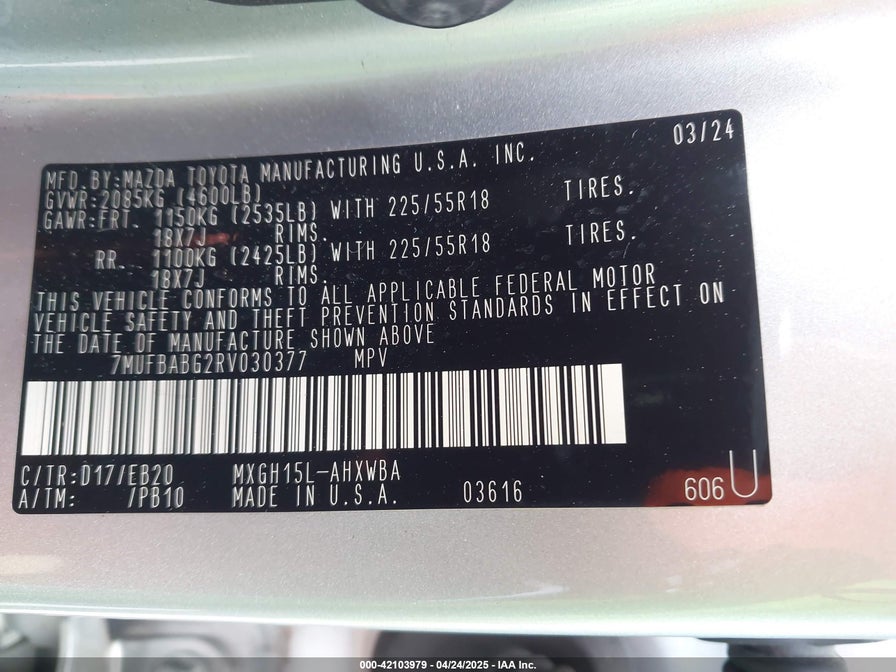 03/24
MFD.BY:MAZDA TOYOTA MANUFACTURING U.S.A. INC.
GVWR:2085KG (4600LB)
GAWR:FRT. 1150KG (2535LB) WITH 225/55R18 TIRES.
18X7J RIMS.
RR. 1100KG (2425LB) WITH 225/55R18 TIRES.
18X7J RIMS.
THIS VEHICLE CONFORMS TO ALL APPLICABLE FEDERAL MOTOR
VEHICLE SAFETY AND THEFT PREVENTION STANDARDS IN EFFECT ON
THE DATE OF MANUFACTURE SHOWN ABOVE
7MUFBABG2RV030377 MPV
C/TR:D17/EB20 MXGH15L-AHXWBA
A/TM: /PB10 MADE IN U.S.A. 03616 606U
000-42103979 - 04/24/2025 - IAA Inc.